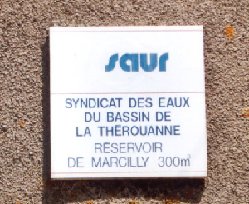 saur
SYNDICAT DES EAUX
DU BASSIN DE
LA THÉROUANNE
RÉSERVOIR
DE MARCILLY 300m³